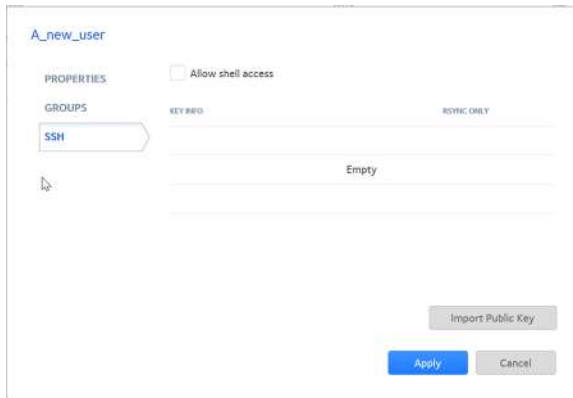 A_new_user
PROPERTIES
GROUPS
SSH
Allow shell access
KEY INFO
RSYNC ONLY
Empty
Import Public Key
Apply
Cancel